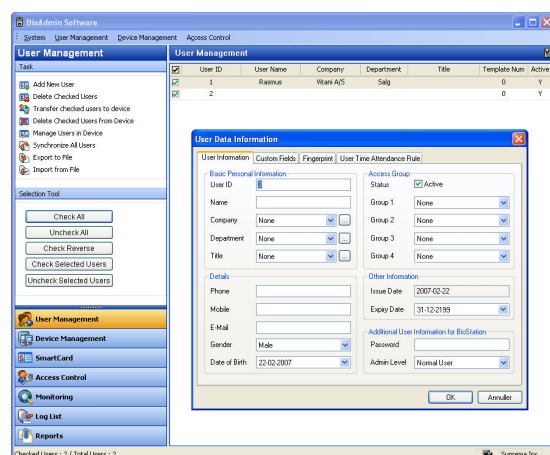 BioAdmin Software
System User Management Device Management Access Control
User Management
User Management
Task
Add New User
Delete Checked Users
Transfer checked users to device
Delete Checked Users from Device
Manage Users in Device
Synchronize All Users
Export to File
Import from File
Selection Tool
Check All
Uncheck All
Check Reverse
Check Selected Users
Uncheck Selected Users
User Management
Device Management
SmartCard
Access Control
Monitoring
Log List
Reports
User ID User Name Company Department Title Template Num Active
1 Rasmus Vitani A/S Salg 0 Y
2 0 Y
User Data Information
User Information Custom Fields Fingerprint User Time Attendance Rule
Basic Personal Information
User ID 3
Name
Company None ...
Department None ...
Title None ...
Details
Phone
Mobile
E-Mail
Gender Male
Date of Birth 22-02-2007
Access Group
Status Active
Group 1 None
Group 2 None
Group 3 None
Group 4 None
Other Information
Issue Date 2007-02-22
Expiry Date 31-12-2199
Additional User Information for BioStation
Password
Admin Level Normal User
OK Annuller
Checked Users : 2 / Total Users : 2 Suprema Inc.